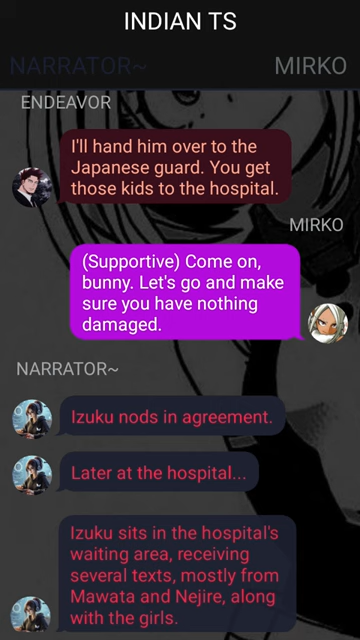 INDIAN TS
NARRATOR~
MIRKO
ENDEAVOR
I'll hand him over to the
Japanese guard. You get
those kids to the hospital.
MIRKO
(Supportive) Come on,
bunny. Let's go and make
sure you have nothing
damaged.
NARRATOR~
Izuku nods in agreement.
Later at the hospital...
Izuku sits in the hospital's
waiting area, receiving
several texts, mostly from
Mawata and Nejire, along
with the girls.